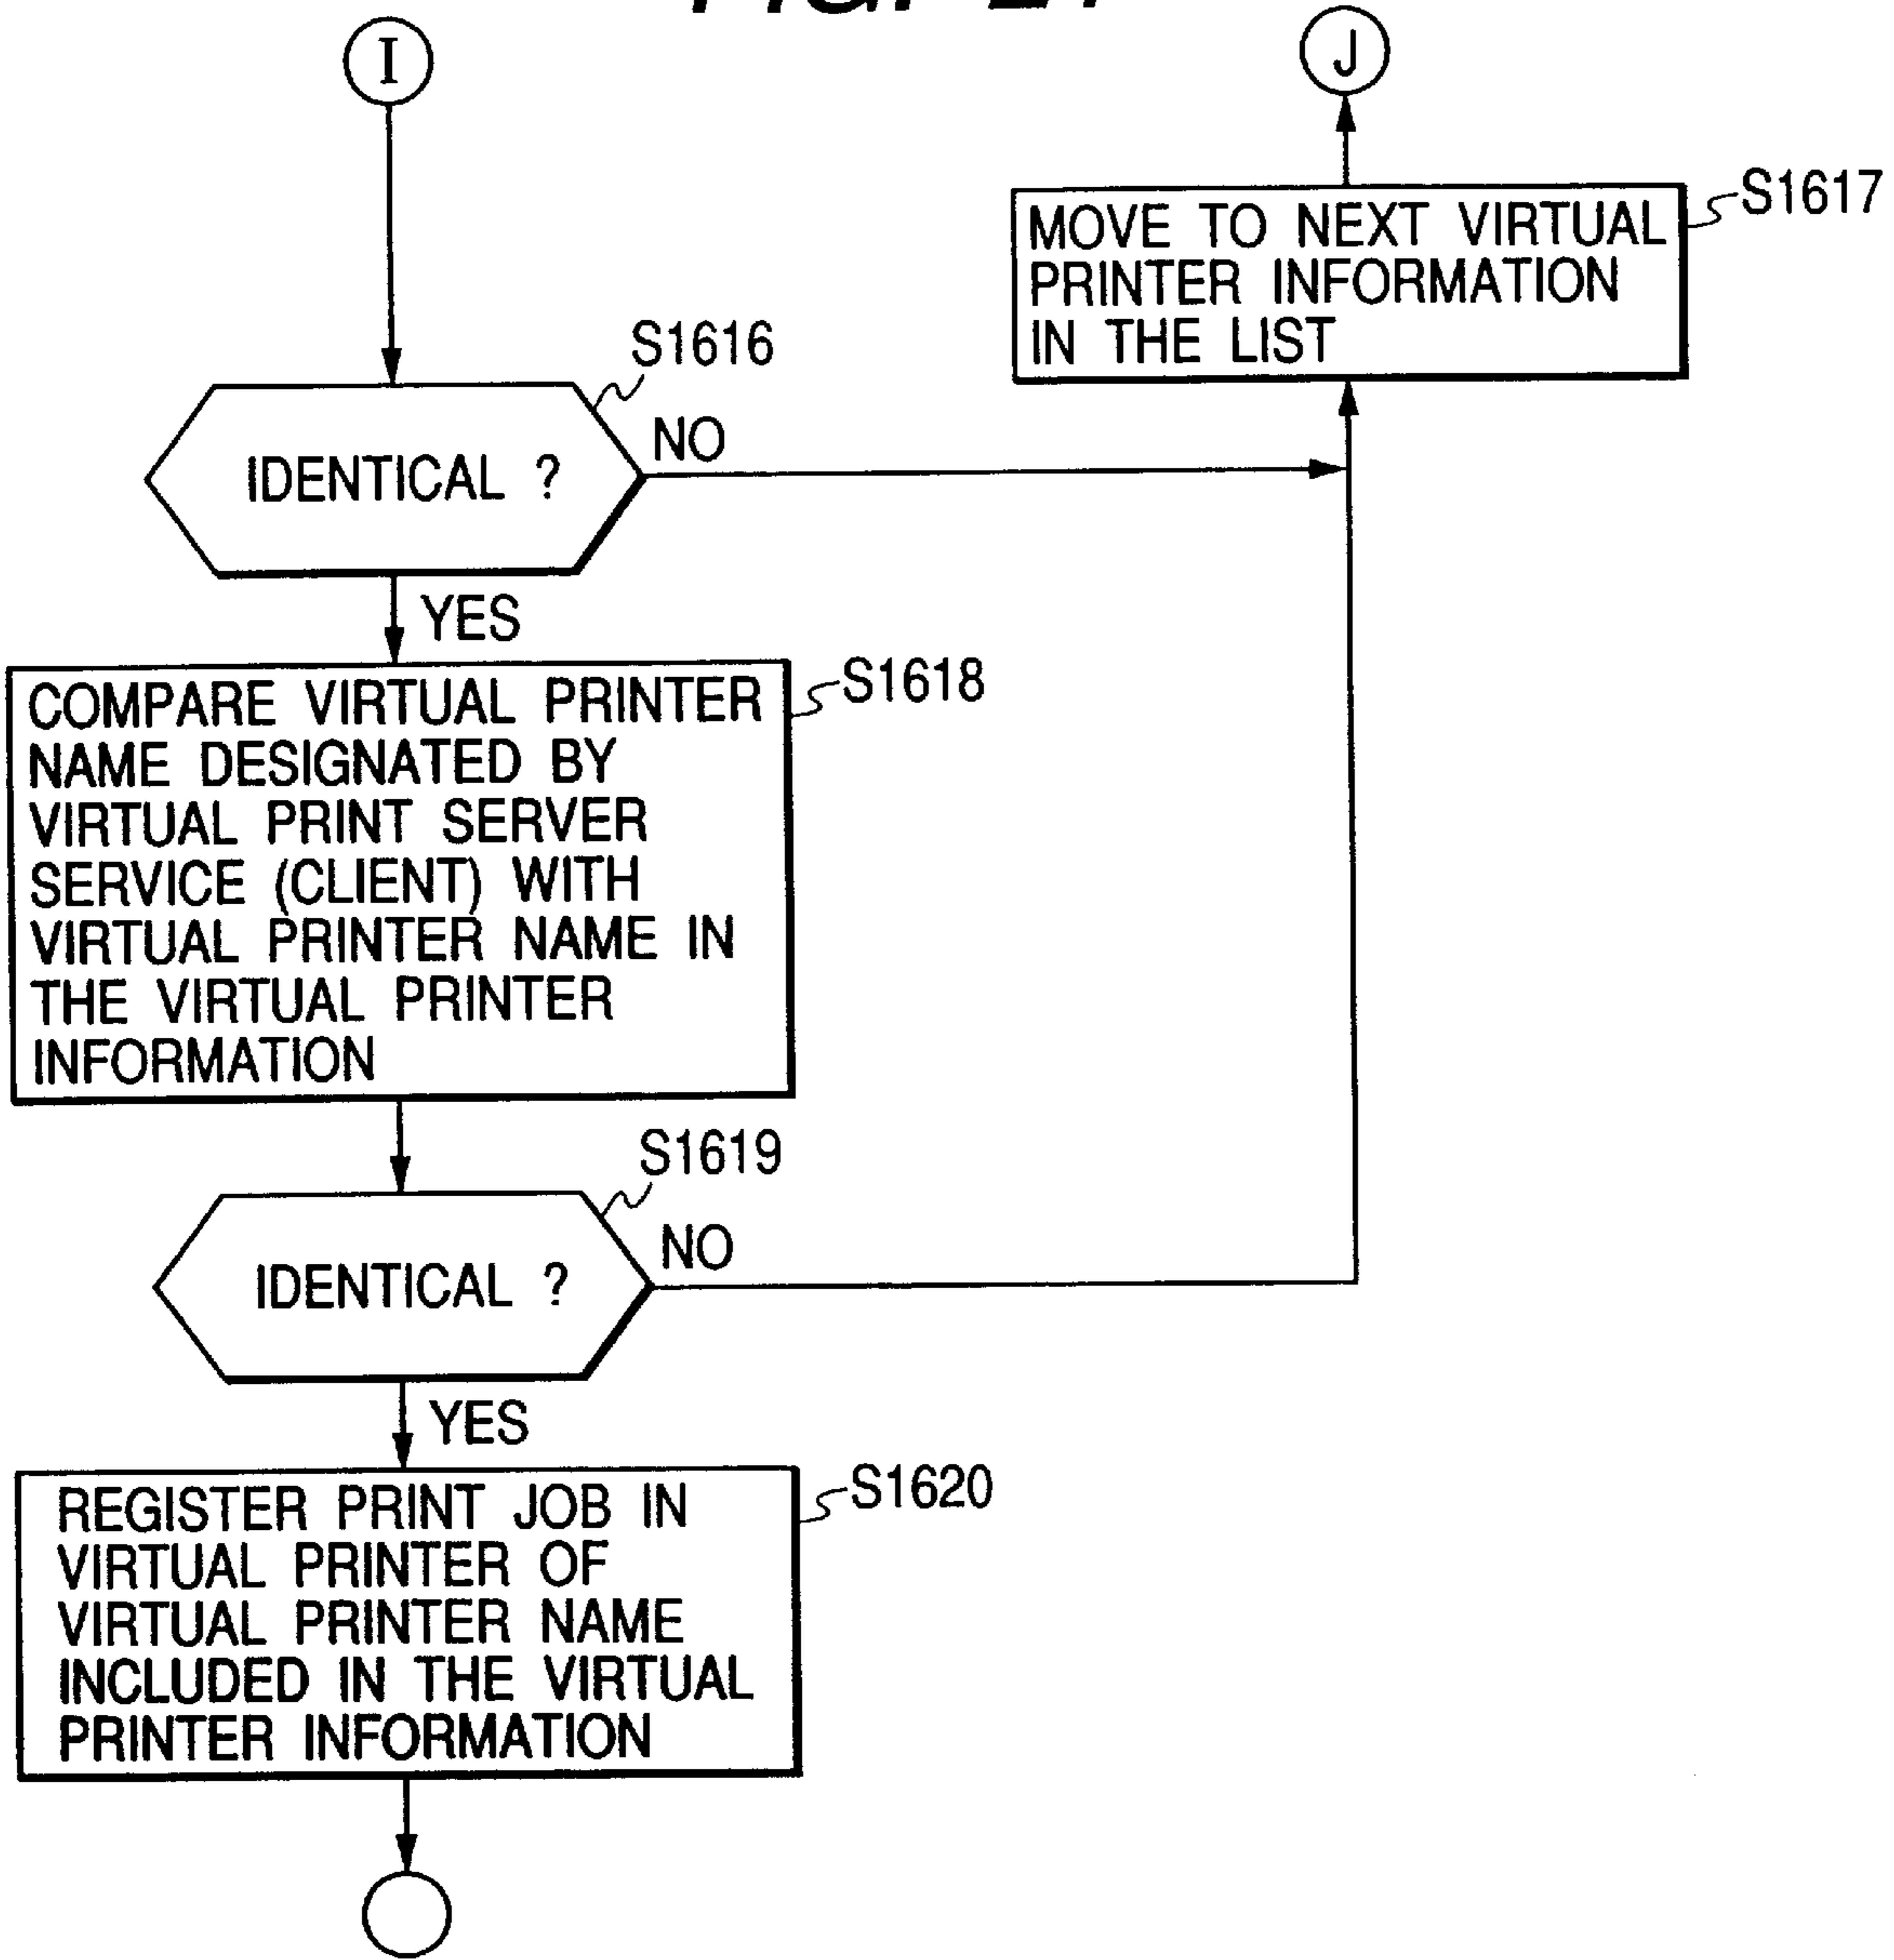 I
J
S1617
MOVE TO NEXT VIRTUAL
PRINTER INFORMATION
IN THE LIST
S1616
IDENTICAL ?
NO
YES
S1618
COMPARE VIRTUAL PRINTER
NAME DESIGNATED BY
VIRTUAL PRINT SERVER
SERVICE (CLIENT) WITH
VIRTUAL PRINTER NAME IN
THE VIRTUAL PRINTER
INFORMATION
S1619
IDENTICAL ?
NO
YES
S1620
REGISTER PRINT JOB IN
VIRTUAL PRINTER OF
VIRTUAL PRINTER NAME
INCLUDED IN THE VIRTUAL
PRINTER INFORMATION